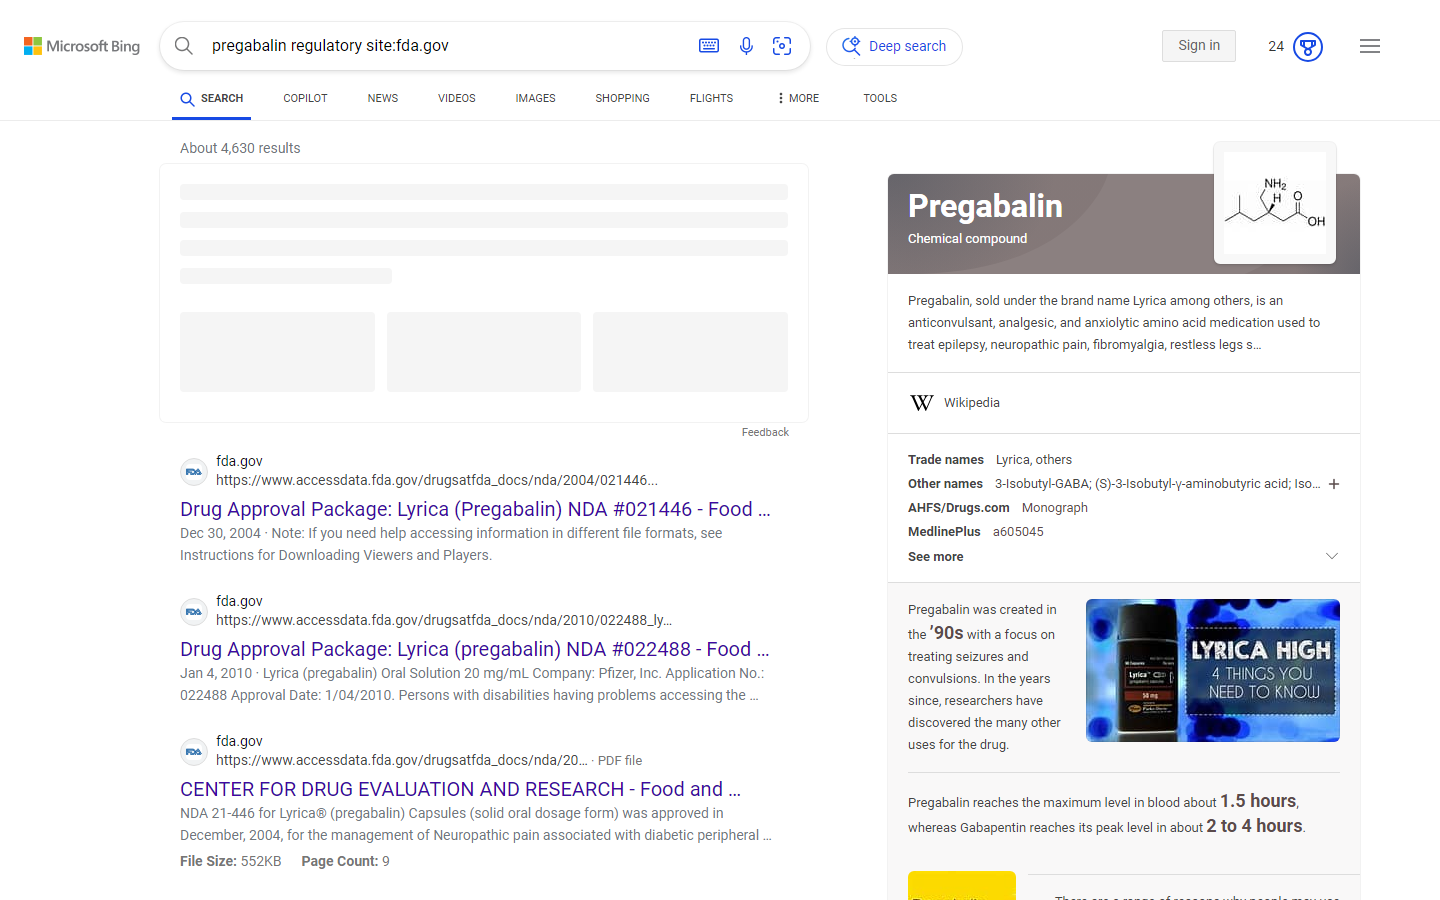 Microsoft Bing
pregabalin regulatory site:fda.gov
Deep search
Sign in
24
SEARCH
COPILOT
NEWS
VIDEOS
IMAGES
SHOPPING
FLIGHTS
MORE
TOOLS
About 4,630 results
Feedback
fda.gov
https://www.accessdata.fda.gov/drugsatfda_docs/nda/2004/021446...
Drug Approval Package: Lyrica (Pregabalin) NDA #021446 - Food ...
Dec 30, 2004 · Note: If you need help accessing information in different file formats, see
Instructions for Downloading Viewers and Players.
fda.gov
https://www.accessdata.fda.gov/drugsatfda_docs/nda/2010/022488_ly...
Drug Approval Package: Lyrica (pregabalin) NDA #022488 - Food ...
Jan 4, 2010 · Lyrica (pregabalin) Oral Solution 20 mg/mL Company: Pfizer, Inc. Application No.:
022488 Approval Date: 1/04/2010. Persons with disabilities having problems accessing the ...
fda.gov
https://www.accessdata.fda.gov/drugsatfda_docs/nda/20... · PDF file
CENTER FOR DRUG EVALUATION AND RESEARCH - Food and ...
NDA 21-446 for Lyrica® (pregabalin) Capsules (solid oral dosage form) was approved in
December, 2004, for the management of Neuropathic pain associated with diabetic peripheral ...
File Size: 552KB Page Count: 9
Pregabalin
Chemical compound
NH2
H
O
OH
Pregabalin, sold under the brand name Lyrica among others, is an
anticonvulsant, analgesic, and anxiolytic amino acid medication used to
treat epilepsy, neuropathic pain, fibromyalgia, restless legs s...
W Wikipedia
Trade names Lyrica, others
Other names 3-Isobutyl-GABA; (S)-3-Isobutyl-γ-aminobutyric acid; Iso...
AHFS/Drugs.com Monograph
MedlinePlus a605045
See more
Pregabalin was created in
the '90s with a focus on
treating seizures and
convulsions. In the years
since, researchers have
discovered the many other
uses for the drug.
Lyrica
50 mg
LYRICA HIGH
4 THINGS YOU
NEED TO KNOW
Pregabalin reaches the maximum level in blood about 1.5 hours,
whereas Gabapentin reaches its peak level in about 2 to 4 hours.
There are a range of reasons why people may use